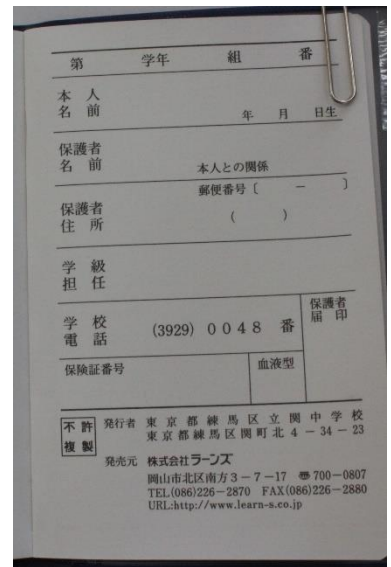 第 学年 組 番
本人
名前 年 月 日生
保護者
名前 本人との関係
郵便番号〔 － 〕
保護者
住所 ( )
学級
担任
学校
電話 (3929) 0048 番
保護者
届印
保険証番号 血液型
不許
複製
発行者 東京都練馬区立関中学校
東京都練馬区関町北4－34－23
発売元 株式会社ラーンズ
岡山市北区南方3－7－17 〠700－0807
TEL(086)226－2870 FAX(086)226－2880
URL:http://www.learn-s.co.jp